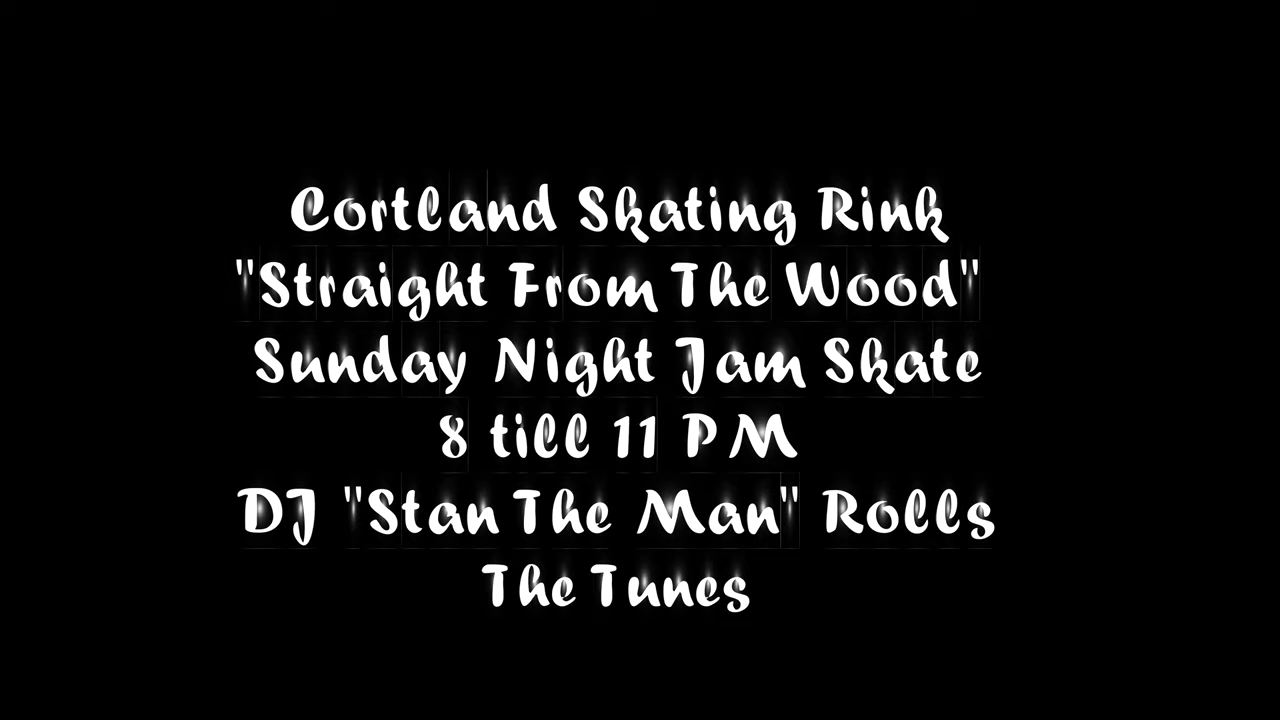 Cortland Skating Rink
"Straight From The Wood"
Sunday Night Jam Skate
8 till 11 PM
DJ "Stan The Man" Rolls
The Tunes